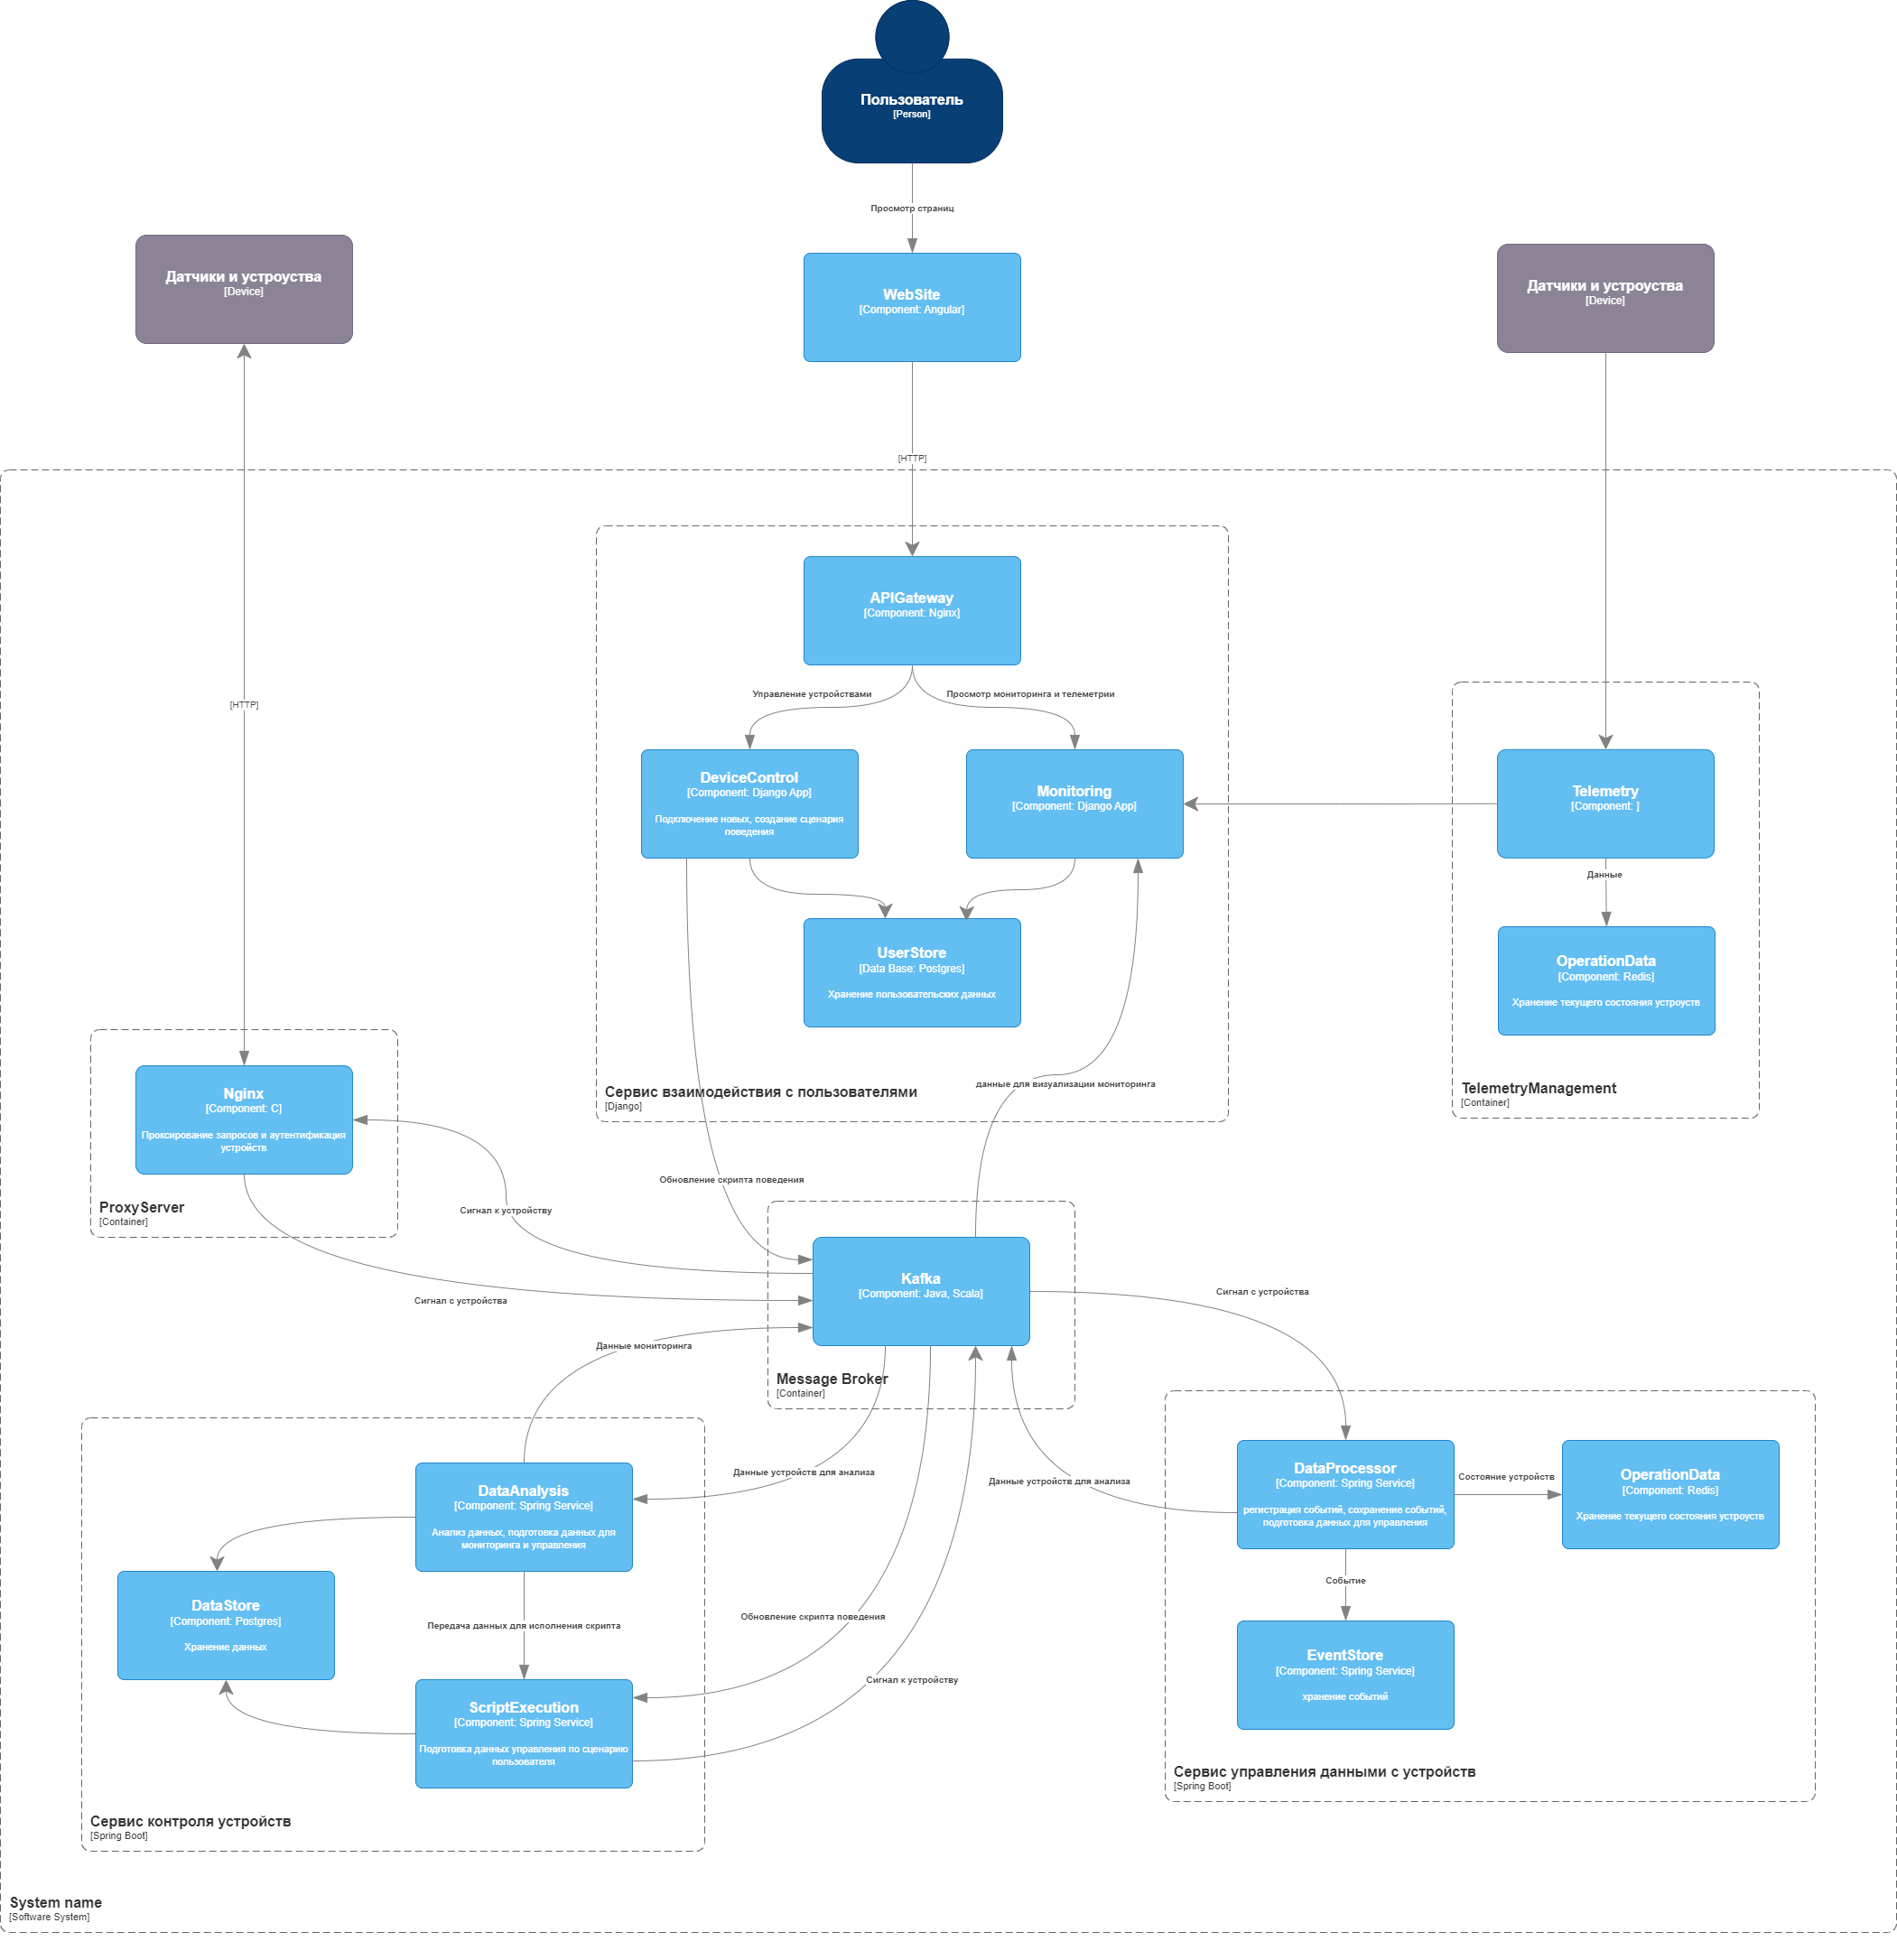 Пользователь
[Person]
Просмотр страниц
Датчики и устроуства
[Device]
WebSite
[Component: Angular]
Датчики и устроуства
[Device]
[HTTP]
APIGateway
[Component: Nginx]
Управление устройствами
Просмотр мониторинга и телеметрии
[HTTP]
DeviceControl
[Component: Django App]
Подключение новых, создание сценария
поведения
Monitoring
[Component: Django App]
Telemetry
[Component: ]
Данные
UserStore
[Data Base: Postgres]
Хранение пользовательских данных
OperationData
[Component: Redis]
Хранение текущего состояния устроуств
Сервис взаимодействия с пользователями
[Django]
данные для визуализации мониторинга
TelemetryManagement
[Container]
Nginx
[Component: C]
Проксирование запросов и аутентификация
устройств
ProxyServer
[Container]
Обновление скрипта поведения
Сигнал к устройству
Kafka
[Component: Java, Scala]
Сигнал с устройства
Сигнал с устройства
Данные мониторинга
Message Broker
[Container]
Данные устройств для анализа
Данные устройств для анализа
DataAnalysis
[Component: Spring Service]
Анализ данных, подготовка данных для
мониторинга и управления
DataProcessor
[Component: Spring Service]
регистрация событий, сохранение событий,
подготовка данных для управления
Состояние устройств
OperationData
[Component: Redis]
Хранение текущего состояния устроуств
Событие
DataStore
[Component: Postgres]
Хранение данных
Передача данных для исполнения скрипта
Обновление скрипта поведения
EventStore
[Component: Spring Service]
хранение событий
Сигнал к устройству
ScriptExecution
[Component: Spring Service]
Подготовка данных управления по сценарию
пользователя
Сервис управления данными с устройств
[Spring Boot]
Сервис контроля устройств
[Spring Boot]
System name
[Software System]